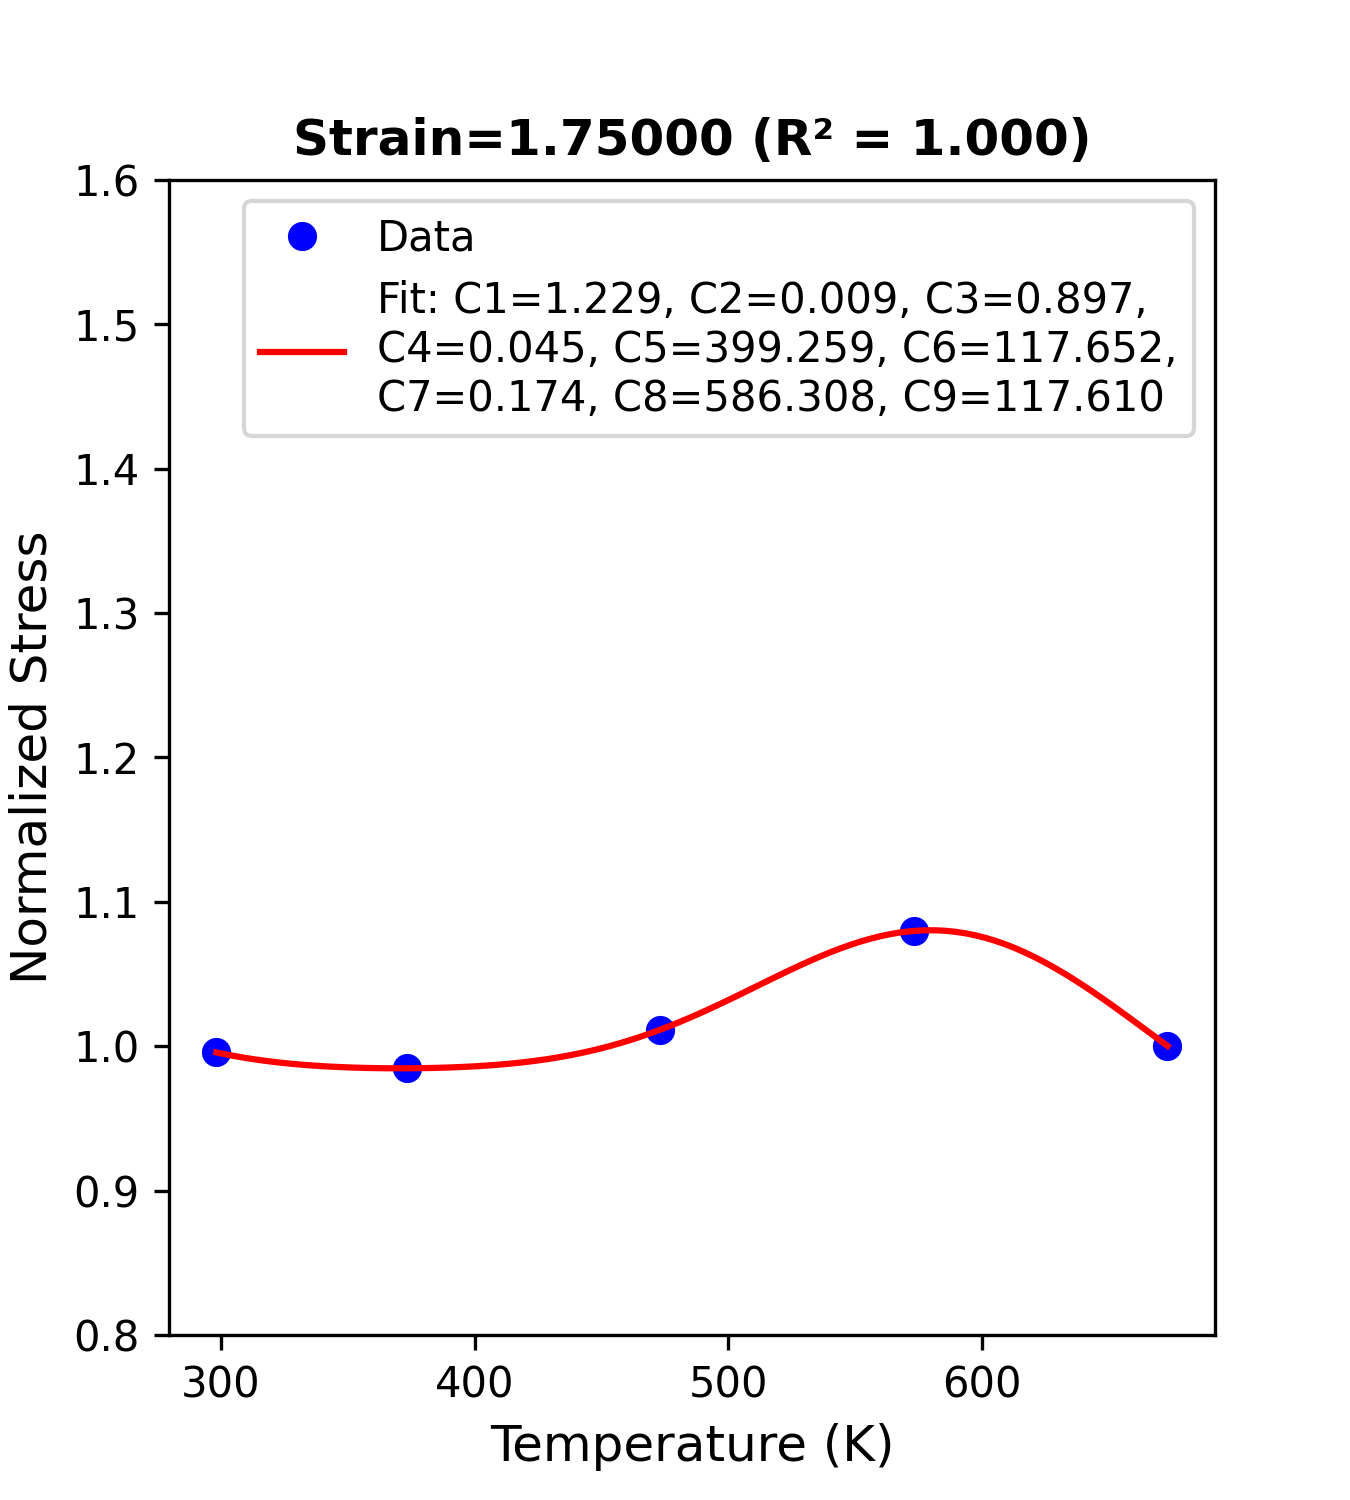 Strain=1.75000 (R² = 1.000)
1.6
1.5
1.4
1.3
1.2
1.1
1.0
0.9
0.8
Normalized Stress
Data
Fit: C1=1.229, C2=0.009, C3=0.897,
C4=0.045, C5=399.259, C6=117.652,
C7=0.174, C8=586.308, C9=117.610
300 400 500 600
Temperature (K)